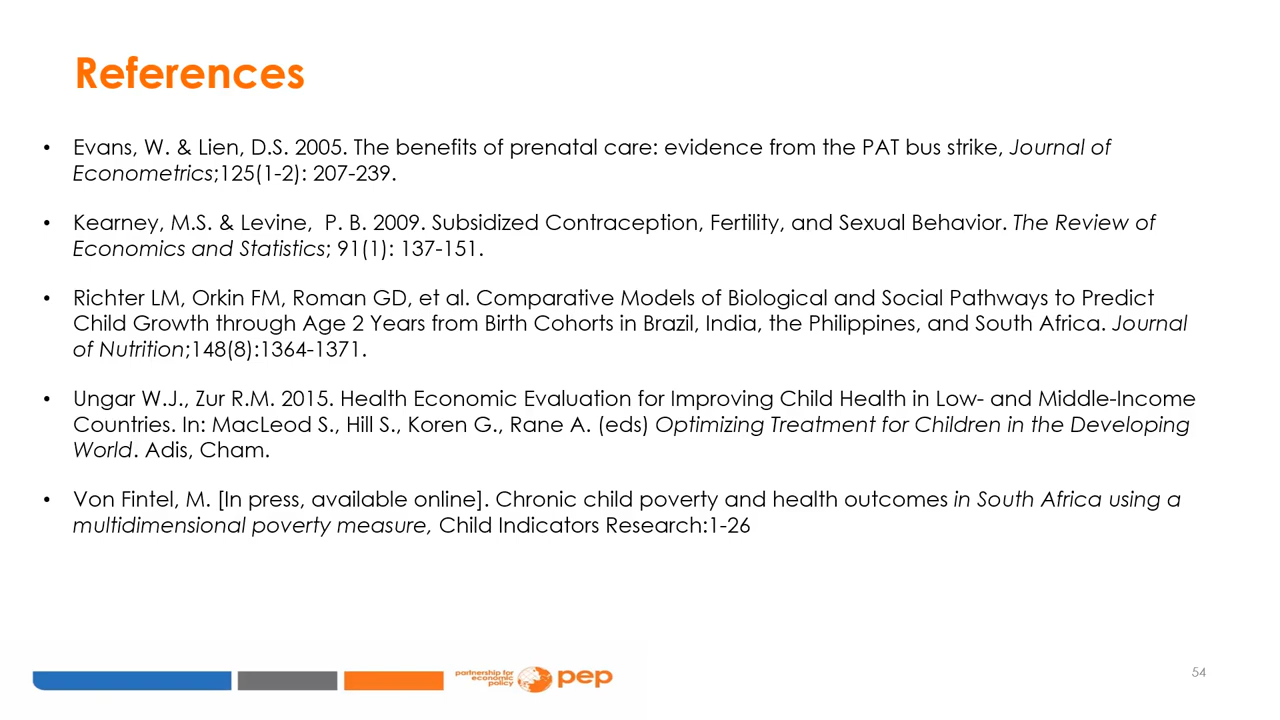 References
• Evans, W. & Lien, D.S. 2005. The benefits of prenatal care: evidence from the PAT bus strike, Journal of
Econometrics;125(1-2): 207-239.
• Kearney, M.S. & Levine, P. B. 2009. Subsidized Contraception, Fertility, and Sexual Behavior. The Review of
Economics and Statistics; 91(1): 137-151.
• Richter LM, Orkin FM, Roman GD, et al. Comparative Models of Biological and Social Pathways to Predict
Child Growth through Age 2 Years from Birth Cohorts in Brazil, India, the Philippines, and South Africa. Journal
of Nutrition;148(8):1364-1371.
• Ungar W.J., Zur R.M. 2015. Health Economic Evaluation for Improving Child Health in Low- and Middle-Income
Countries. In: MacLeod S., Hill S., Koren G., Rane A. (eds) Optimizing Treatment for Children in the Developing
World. Adis, Cham.
• Von Fintel, M. [In press, available online]. Chronic child poverty and health outcomes in South Africa using a
multidimensional poverty measure, Child Indicators Research:1-26
partnership for
economic
policy
pep
54